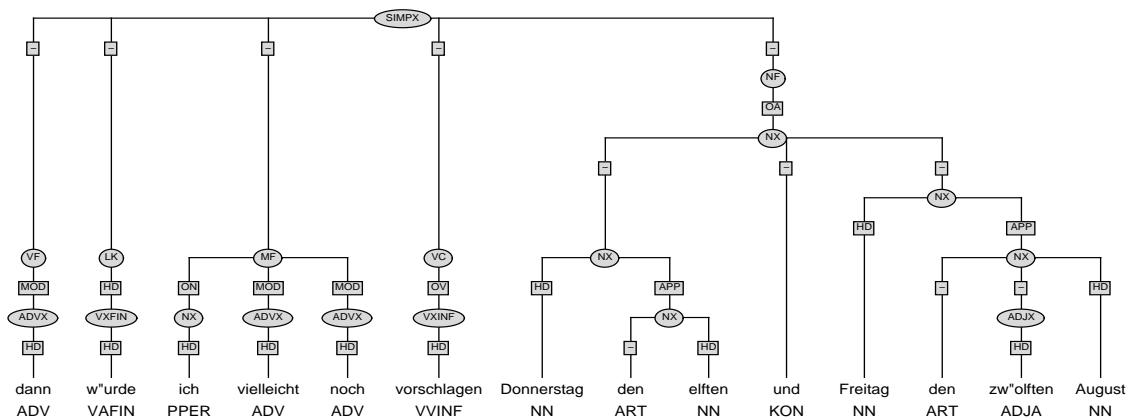 SIMPX
– – – – –
NF
OA
NX
– – –
NX
HD APP
VF LK MF VC NX NX
MOD HD ON MOD MOD OV HD APP – – HD
ADVX VXFIN NX ADVX ADVX VXINF NX ADJX
HD HD HD HD HD HD – HD HD
dann w"urde ich vielleicht noch vorschlagen Donnerstag den elften und Freitag den zw"olften August
ADV VAFIN PPER ADV ADV VVINF NN ART NN KON NN ART ADJA NN